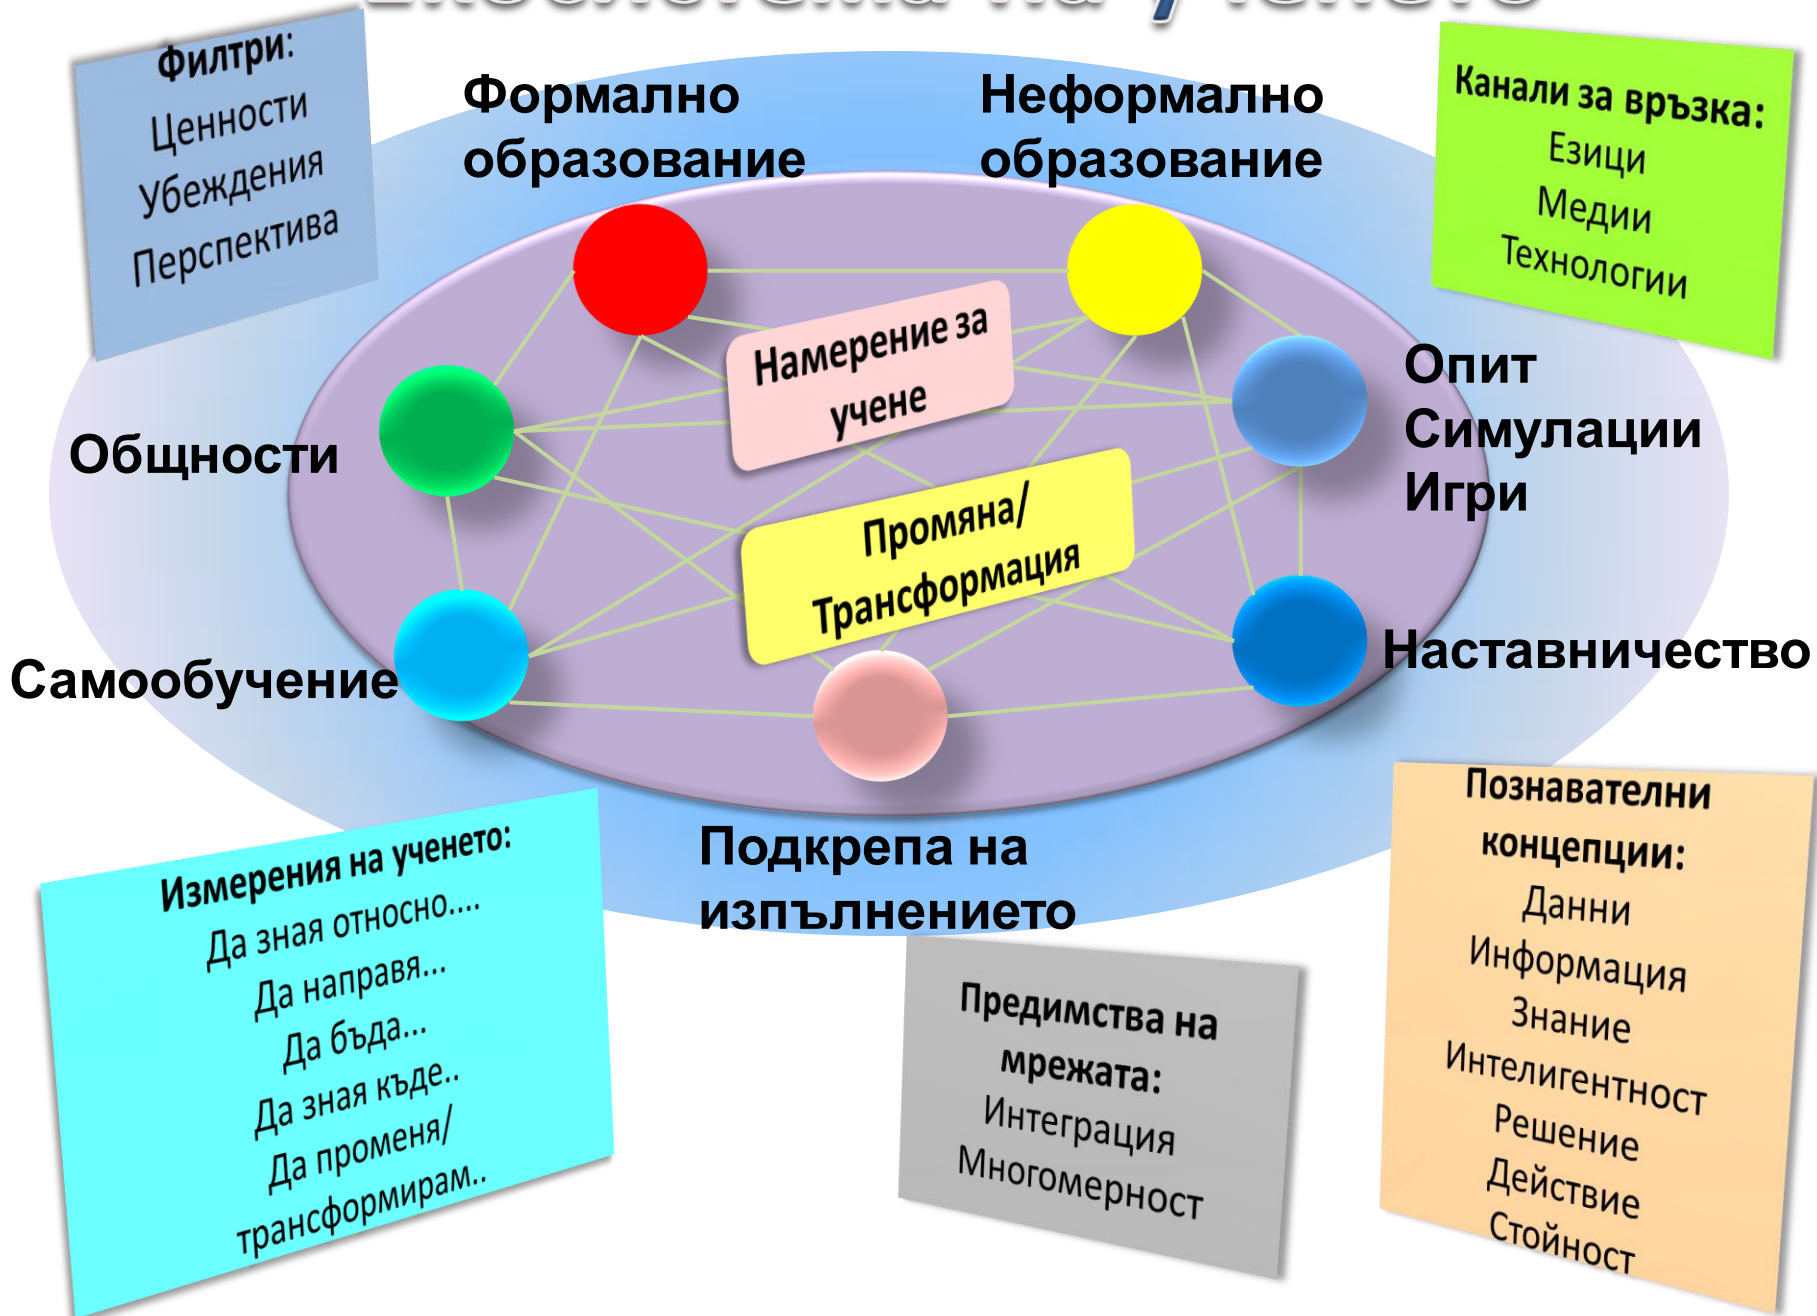 Екосистема на ученето
Филтри:
Ценности
Убеждения
Перспектива
Формално
образование
Неформално
образование
Канали за връзка:
Езици
Медии
Технологии
Намерение за
учене
Опит
Симулации
Игри
Общности
Промяна/
Трансформация
Самообучение
Наставничество
Подкрепа на
изпълнението
Измерения на ученето:
Да зная относно....
Да направя...
Да бъда...
Да зная къде..
Да променя/
трансформирам..
Предимства на
мрежата:
Интеграция
Многомерност
Познавателни
концепции:
Данни
Информация
Знание
Интелигентност
Решение
Действие
Стойност